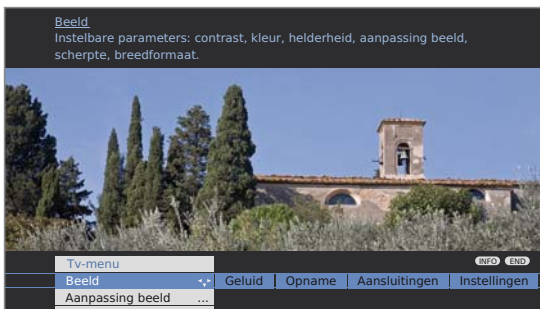 Beeld
Instelbare parameters: contrast, kleur, helderheid, aanpassing beeld,
scherpte, breedformaat.
Tv-menu
INFO END
Beeld Geluid Opname Aansluitingen Instellingen
Aanpassing beeld ...